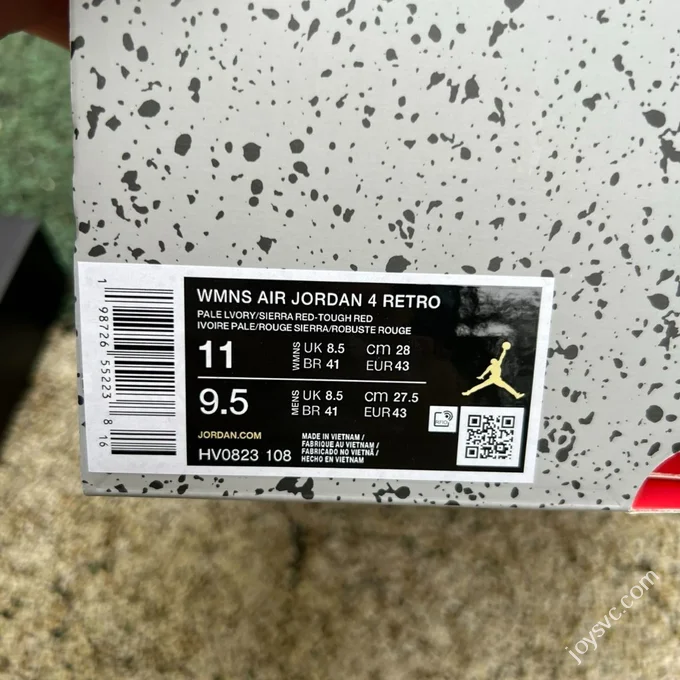 WMNS AIR JORDAN 4 RETRO
PALE LVORY/SIERRA RED-TOUGH RED
IVOIRE PALE/ROUGE SIERRA/ROBUSTE ROUGE
11 WMNS UK 8.5 cm 28
BR 41 EUR 43
9.5 MENS UK 8.5 cm 27.5
BR 41 EUR 43
JORDAN.COM
HV0823 108
MADE IN VIETNAM /
FABRIQUE AU VIETNAM /
FABRICADO NO VIETNÃ /
HECHO EN VIETNAM
1 98726 55223 8 16
joysvc.com